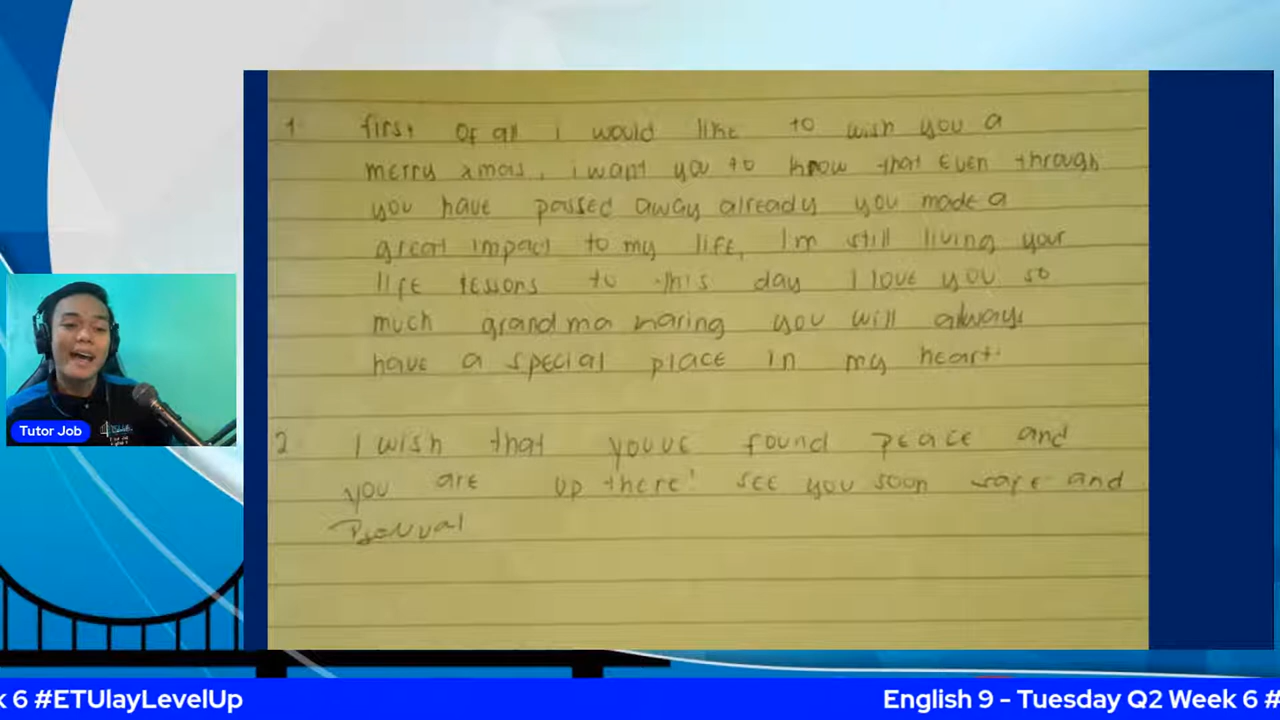 1. first of all i would like to wish you a
merry xmas, i want you to know that Even through
you have passed away already you made a
great impact to my life, Im still living your
life lessons to this day I love you so
much grandma naring you will always
have a special place in my heart.
2 I wish that youve found peace and
you are up there! see you soon and
Tutor Job
k 6 #ETUlayLevelUp
English 9 - Tuesday Q2 Week 6 #